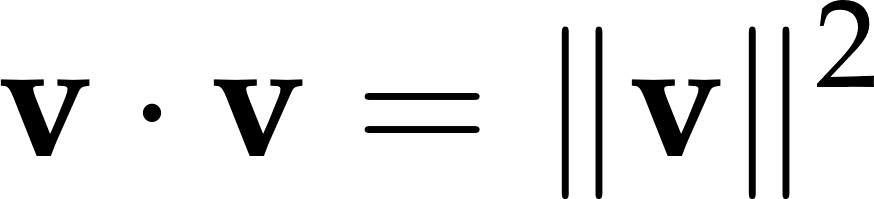 𝐯 · 𝐯 = ‖𝐯‖²